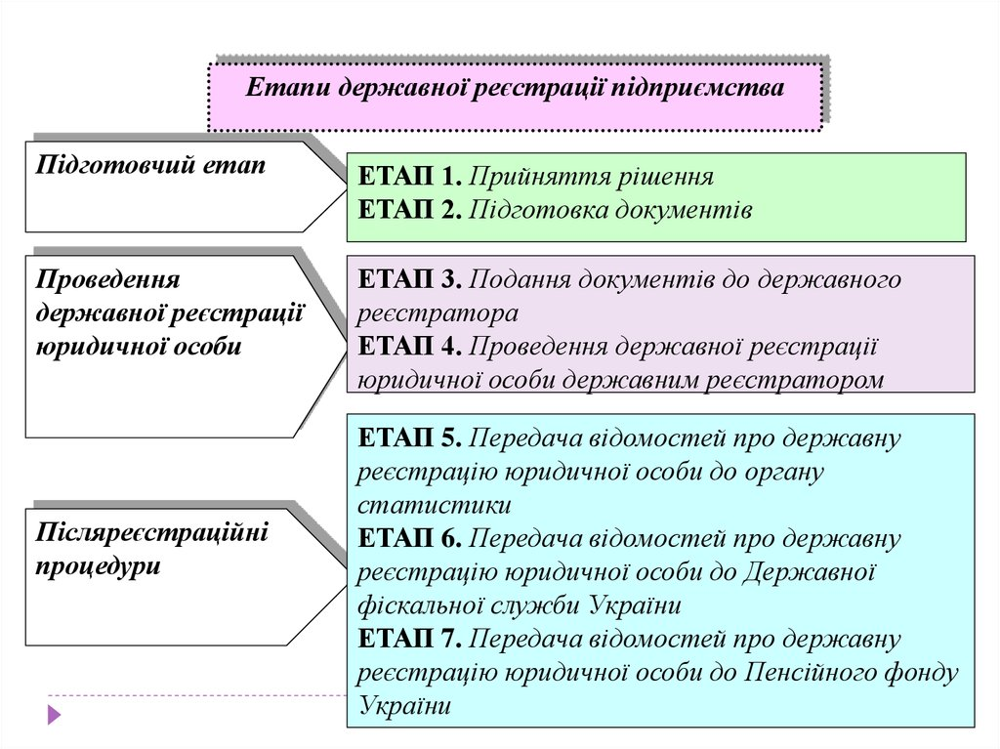 Етапи державної реєстрації підприємства
Підготовчий етап
ЕТАП 1. Прийняття рішення
ЕТАП 2. Підготовка документів
Проведення
державної реєстрації
юридичної особи
ЕТАП 3. Подання документів до державного
реєстратора
ЕТАП 4. Проведення державної реєстрації
юридичної особи державним реєстратором
Післяреєстраційні
процедури
ЕТАП 5. Передача відомостей про державну
реєстрацію юридичної особи до органу
статистики
ЕТАП 6. Передача відомостей про державну
реєстрацію юридичної особи до Державної
фіскальної служби України
ЕТАП 7. Передача відомостей про державну
реєстрацію юридичної особи до Пенсійного фонду
України